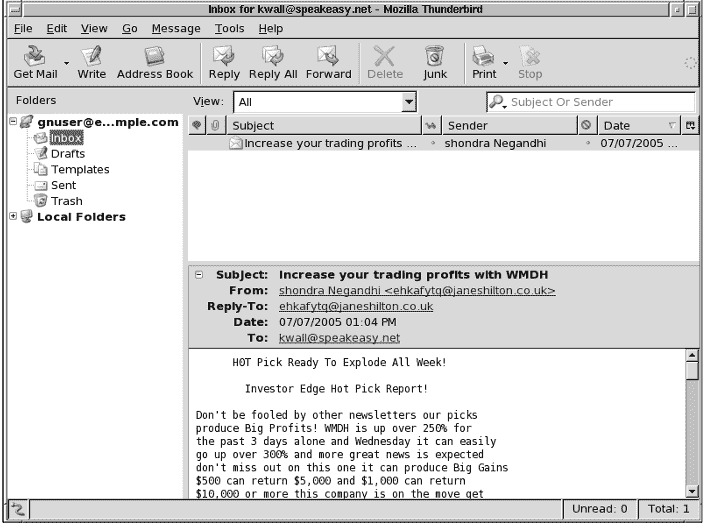 Inbox for kwall@speakeasy.net - Mozilla Thunderbird
File Edit View Go Message Tools Help
Get Mail Write Address Book Reply Reply All Forward Delete Junk Print Stop
Folders View: All Subject Or Sender
gnuser@e...mple.com
Inbox
Drafts
Templates
Sent
Trash
Local Folders
Subject Sender Date
Increase your trading profits ... shondra Negandhi 07/07/2005 ...
Subject: Increase your trading profits with WMDH
From: shondra Negandhi <ehkafytq@janeshilton.co.uk>
Reply-To: ehkafytq@janeshilton.co.uk
Date: 07/07/2005 01:04 PM
To: kwall@speakeasy.net
H0T Pick Ready To Explode All Week!
Investor Edge Hot Pick Report!
Don't be fooled by other newsletters our picks
produce Big Profits! WMDH is up over 250% for
the past 3 days alone and Wednesday it can easily
go up over 300% and more great news is expected
don't miss out on this one it can produce Big Gains
$500 can return $5,000 and $1,000 can return
$10,000 or more this company is on the move get
Unread: 0 Total: 1